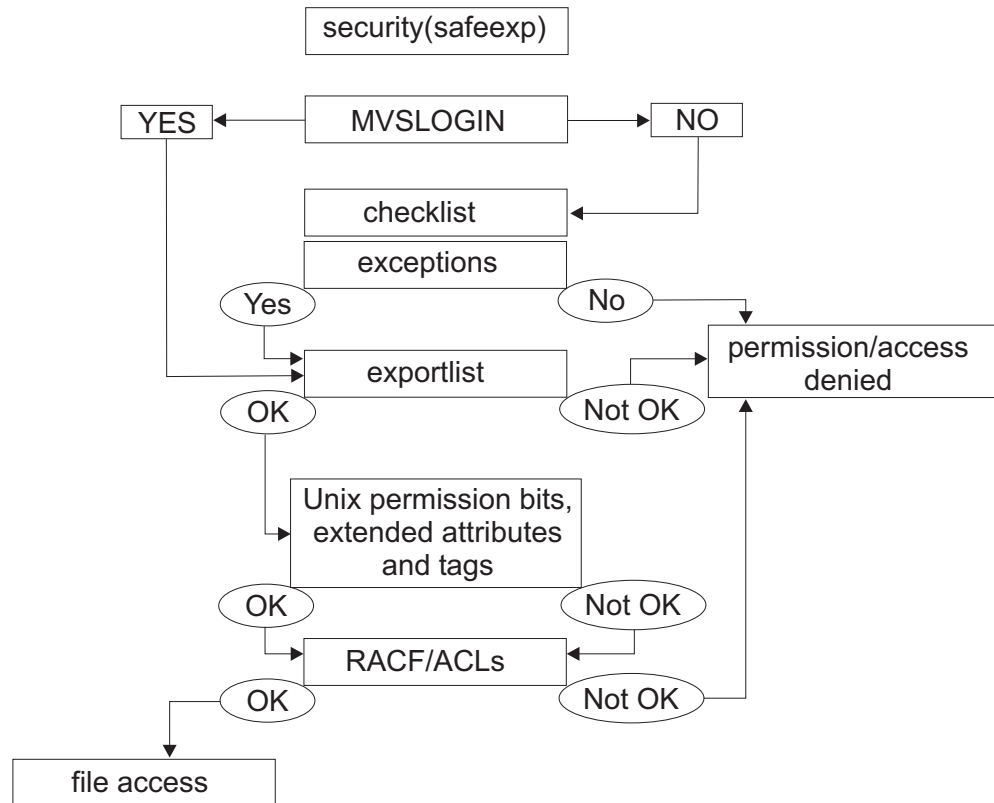 security(safeexp)
YES
MVSLOGIN
NO
checklist
exceptions
Yes
No
permission/access
denied
exportlist
OK
Not OK
Unix permission bits,
extended attributes
and tags
OK
Not OK
RACF/ACLs
OK
Not OK
file access